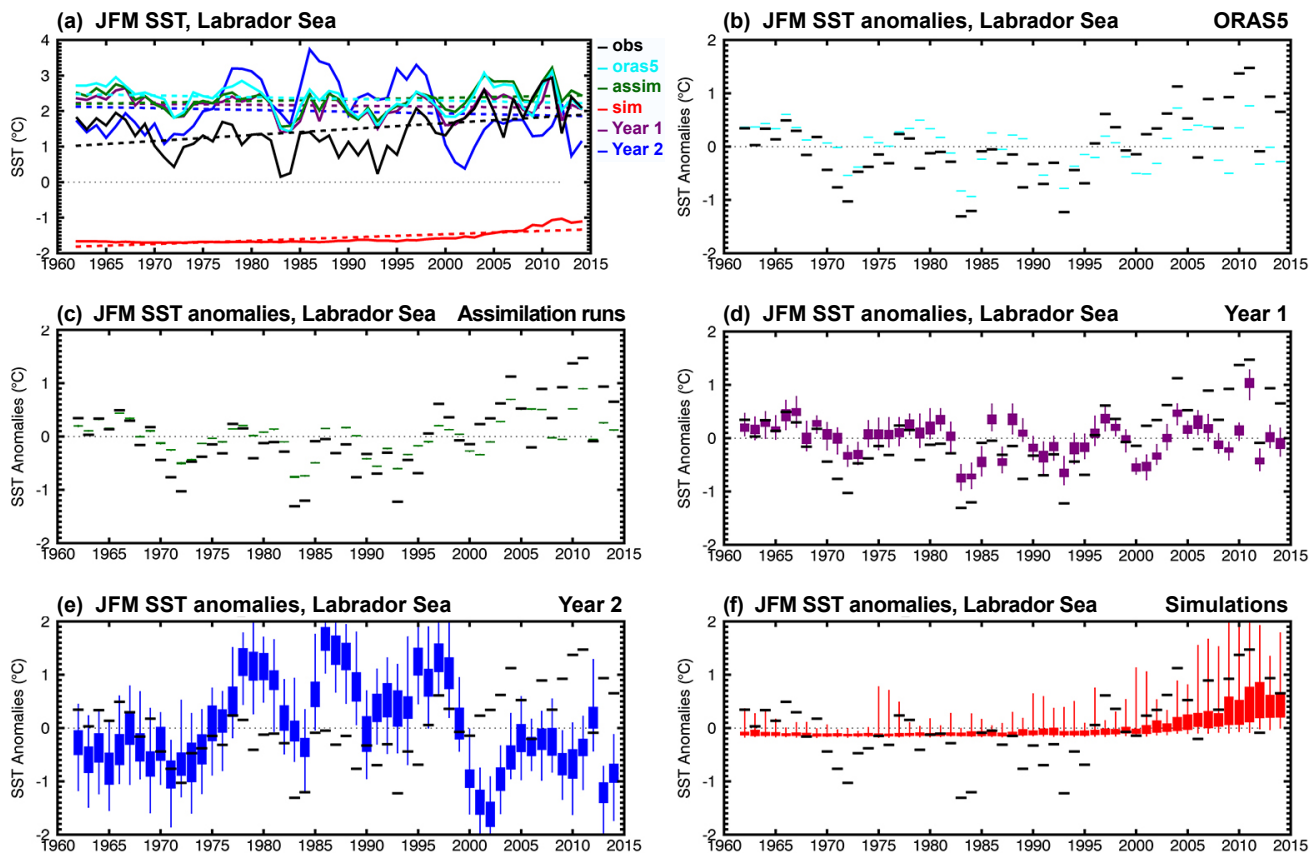 (a) JFM SST, Labrador Sea
(b) JFM SST anomalies, Labrador Sea ORAS5
4
3
2
1
0
-1
-2
SST (°C)
obs
oras5
assim
sim
Year 1
Year 2
1960 1965 1970 1975 1980 1985 1990 1995 2000 2005 2010 2015
2
1
0
-1
-2
SST Anomalies (°C)
1960 1965 1970 1975 1980 1985 1990 1995 2000 2005 2010 2015
(c) JFM SST anomalies, Labrador Sea Assimilation runs
(d) JFM SST anomalies, Labrador Sea Year 1
2
1
0
-1
-2
SST Anomalies (°C)
1960 1965 1970 1975 1980 1985 1990 1995 2000 2005 2010 2015
2
1
0
-1
-2
SST Anomalies (°C)
1960 1965 1970 1975 1980 1985 1990 1995 2000 2005 2010 2015
(e) JFM SST anomalies, Labrador Sea Year 2
(f) JFM SST anomalies, Labrador Sea Simulations
2
1
0
-1
-2
SST Anomalies (°C)
1960 1965 1970 1975 1980 1985 1990 1995 2000 2005 2010 2015
2
1
0
-1
-2
SST Anomalies (°C)
1960 1965 1970 1975 1980 1985 1990 1995 2000 2005 2010 2015